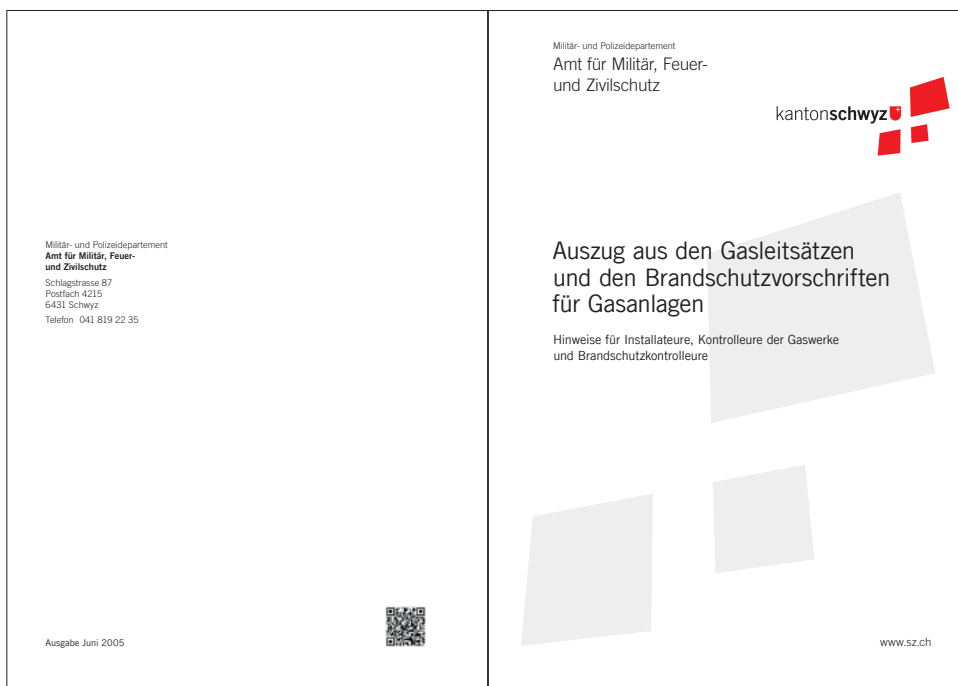 Militär- und Polizeidepartement
Amt für Militär, Feuer-
und Zivilschutz
Schlagstrasse 87
Postfach 4215
6431 Schwyz
Telefon 041 819 22 35
Ausgabe Juni 2005
Militär- und Polizeidepartement
Amt für Militär, Feuer-
und Zivilschutz
kantonschwyz
Auszug aus den Gasleitsätzen
und den Brandschutzvorschriften
für Gasanlagen
Hinweise für Installateure, Kontrolleure der Gaswerke
und Brandschutzkontrolleure
www.sz.ch